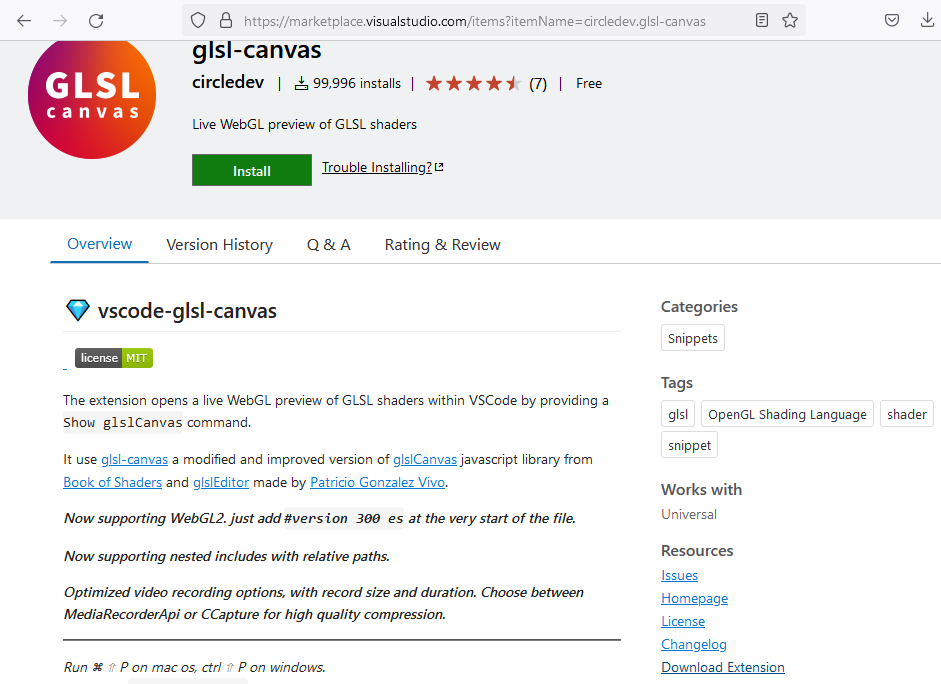 https://marketplace.visualstudio.com/items?itemName=circledev.glsl-canvas
GLSL
canvas
glsl-canvas
circledev | 99,996 installs | (7) | Free
Live WebGL preview of GLSL shaders
Install Trouble Installing?
Overview Version History Q & A Rating & Review
vscode-glsl-canvas
license MIT
The extension opens a live WebGL preview of GLSL shaders within VSCode by providing a
Show glslCanvas command.
It use glsl-canvas a modified and improved version of glslCanvas javascript library from
Book of Shaders and glslEditor made by Patricio Gonzalez Vivo.
Now supporting WebGL2. just add #version 300 es at the very start of the file.
Now supporting nested includes with relative paths.
Optimized video recording options, with record size and duration. Choose between
MediaRecorderApi or CCapture for high quality compression.
Run ⌘ ⇧ P on mac os, ctrl ⇧ P on windows.
Categories
Snippets
Tags
glsl OpenGL Shading Language shader
snippet
Works with
Universal
Resources
Issues
Homepage
License
Changelog
Download Extension